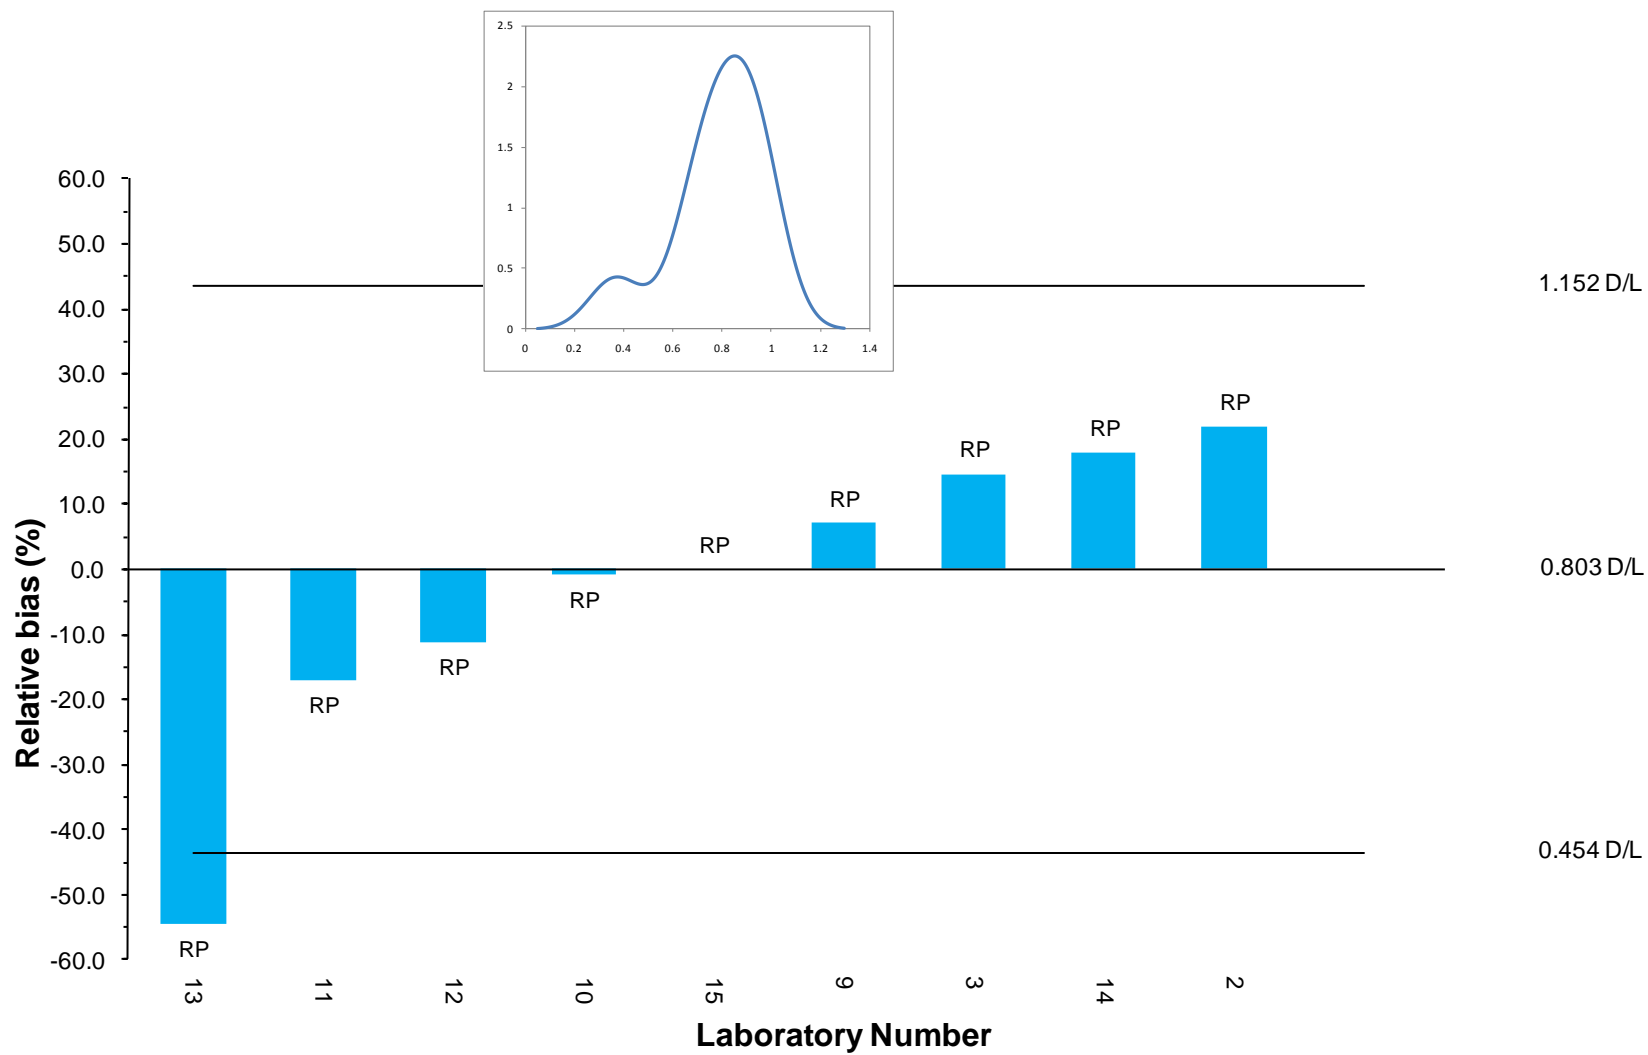 2.5
2
1.5
1
0.5
0
0 0.2 0.4 0.6 0.8 1 1.2 1.4
60.0
50.0
40.0
30.0
20.0
10.0
0.0
-10.0
-20.0
-30.0
-40.0
-50.0
-60.0
Relative bias (%)
1.152 D/L
0.803 D/L
0.454 D/L
RP
RP
RP
RP
RP
RP
RP
RP
RP
13 11 12 10 15 9 3 14 2
Laboratory Number